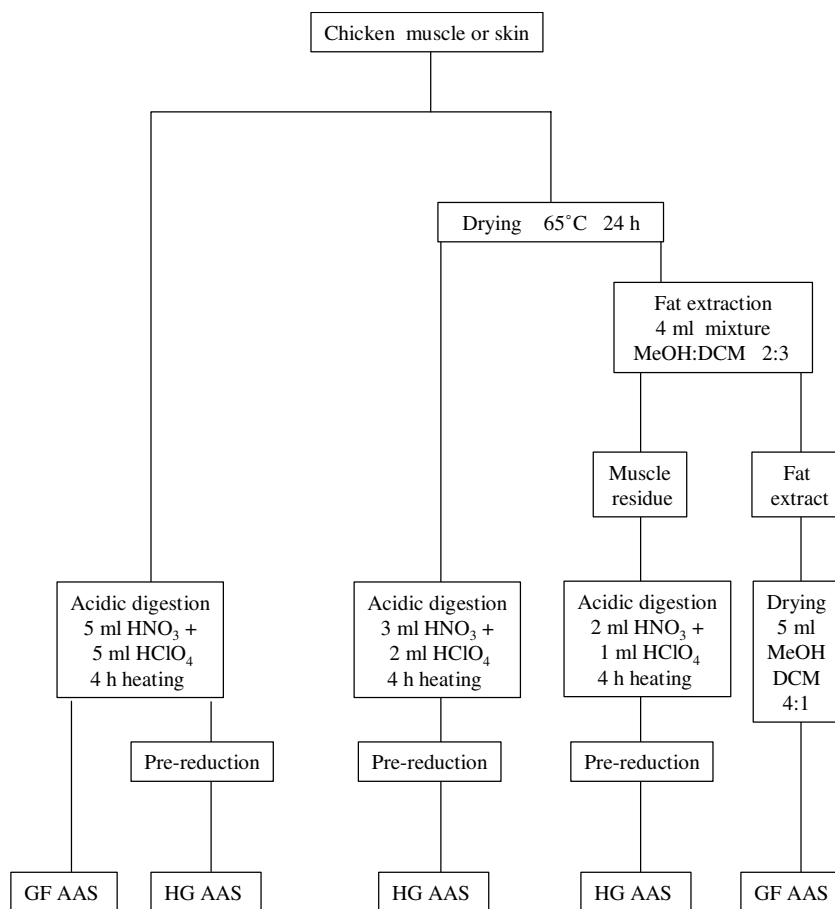 Chicken muscle or skin
Drying 65˚C 24 h
Fat extraction
4 ml mixture
MeOH:DCM 2:3
Muscle
residue
Fat
extract
Acidic digestion
5 ml HNO₃ +
5 ml HClO₄
4 h heating
Acidic digestion
3 ml HNO₃ +
2 ml HClO₄
4 h heating
Acidic digestion
2 ml HNO₃ +
1 ml HClO₄
4 h heating
Drying
5 ml
MeOH
DCM
4:1
Pre-reduction
Pre-reduction
Pre-reduction
GF AAS
HG AAS
HG AAS
HG AAS
GF AAS